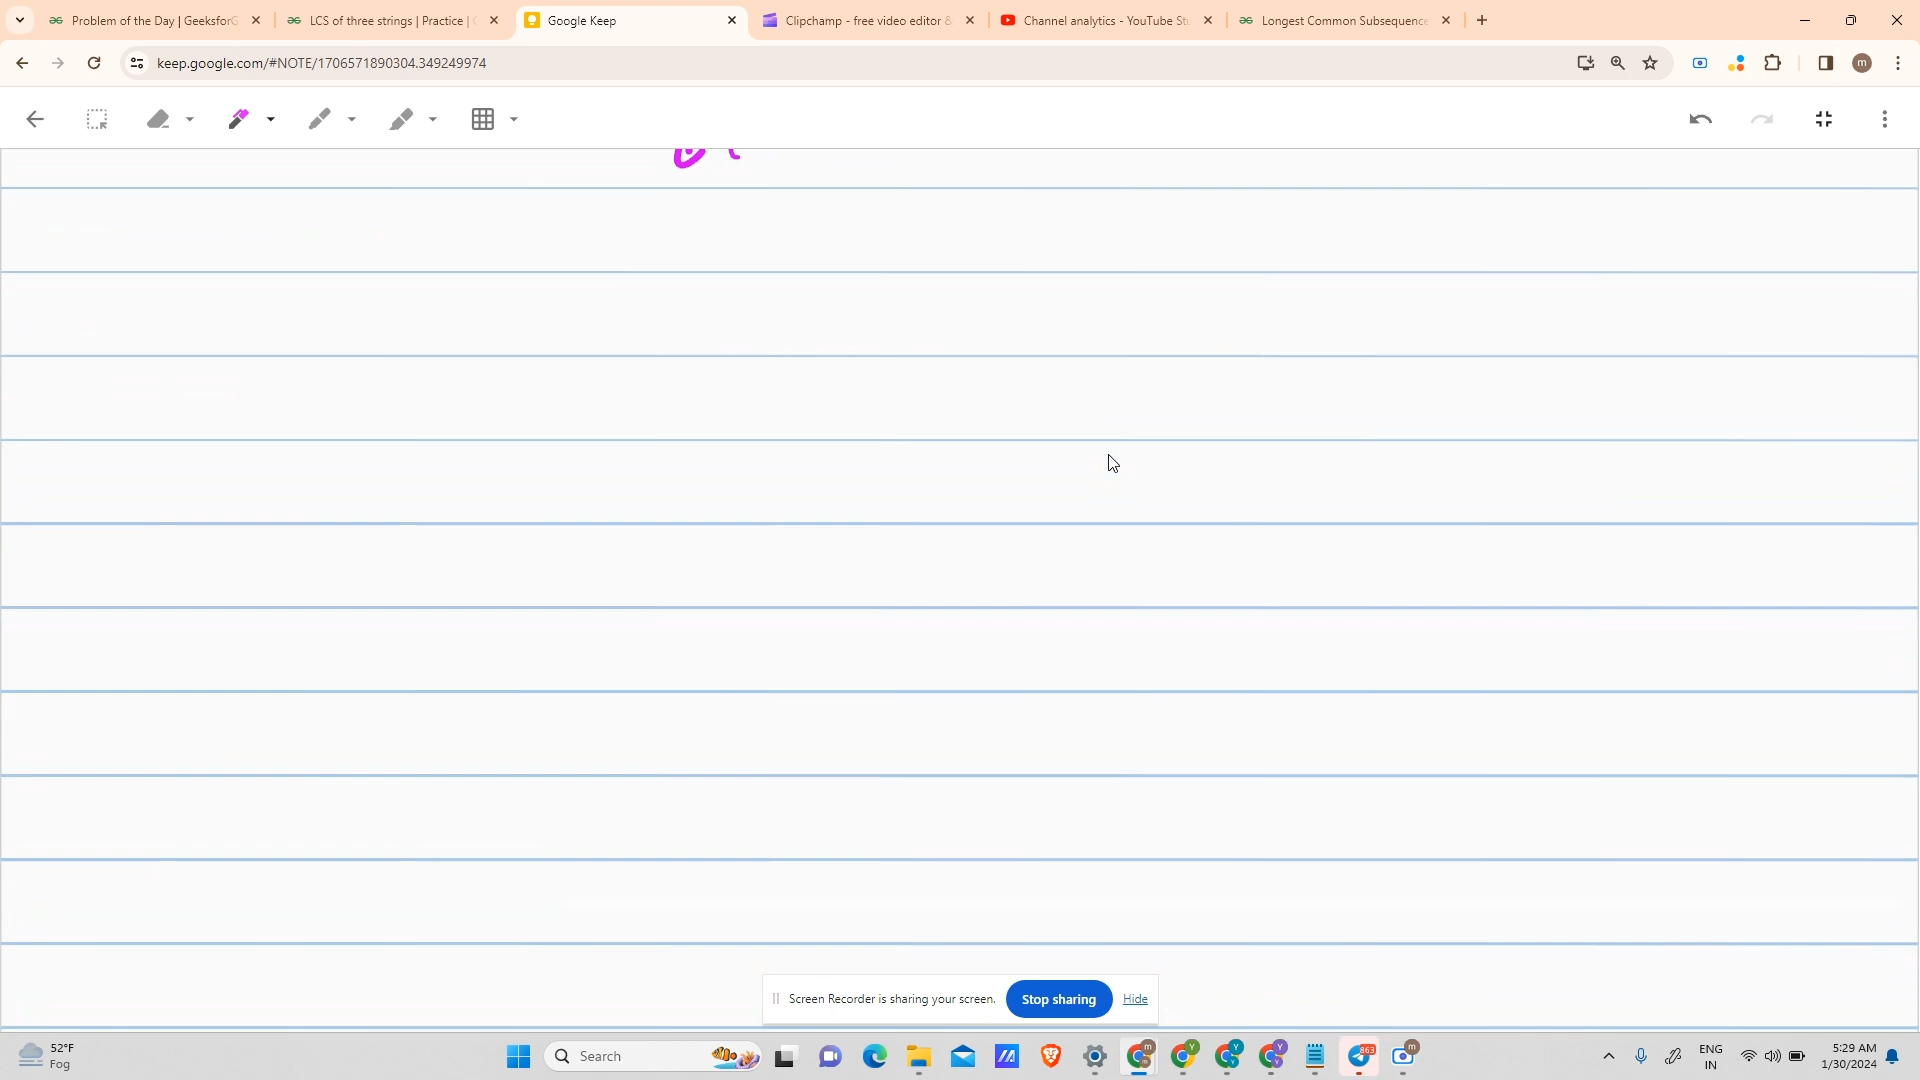 Problem of the Day | GeeksforG
LCS of three strings | Practice |
Google Keep
Clipchamp - free video editor &
Channel analytics - YouTube St
Longest Common Subsequence
keep.google.com/#NOTE/1706571890304.349249974
m
Screen Recorder is sharing your screen. Stop sharing Hide
52°F
Fog
Search
m
Y
Y
Y
863
m
ENG
IN
5:29 AM
1/30/2024